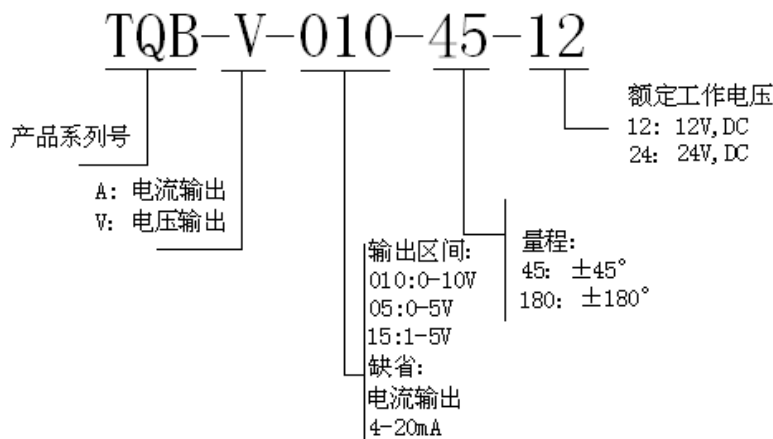 TQB-V-010-45-12
额定工作电压
12: 12V,DC
24: 24V,DC
产品系列号
A: 电流输出
V: 电压输出
输出区间:
010:0-10V
05:0-5V
15:1-5V
缺省:
电流输出
4-20mA
量程:
45: ±45°
180: ±180°